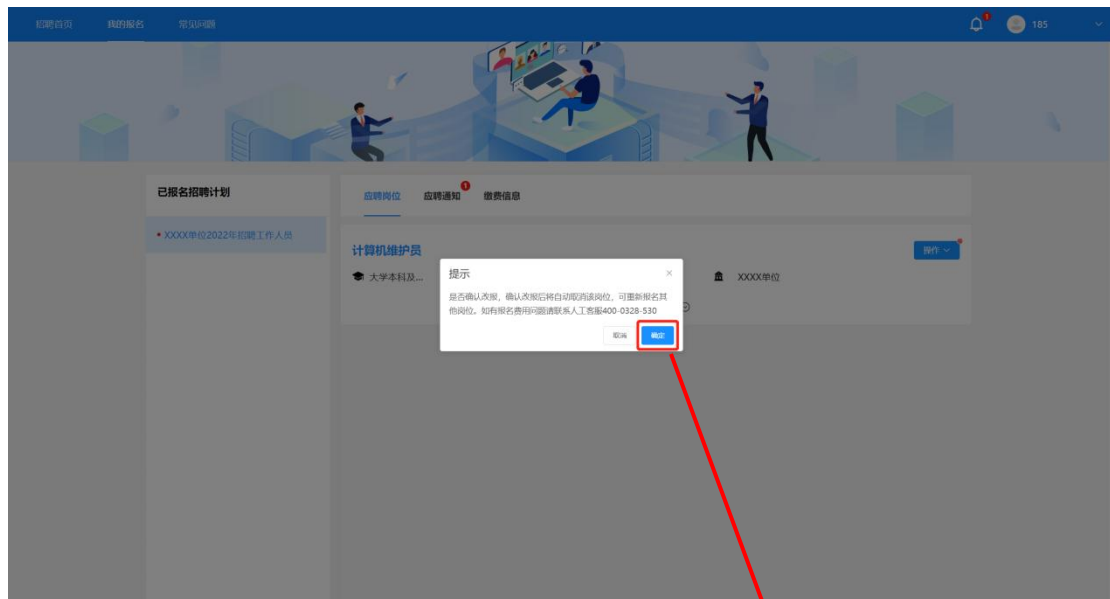 招聘首页 我的报名 常见问题 1 185
已报名招聘计划
应聘岗位 应聘通知 1 缴费信息
XXXX单位2022年招聘工作人员
计算机维护员
操作
大学本科及...
XXXX单位
提示
是否确认改报，确认改报后将自动取消该岗位，可重新报名其
他岗位。如有报名费用问题请联系人工客服400-0328-530
取消 确定